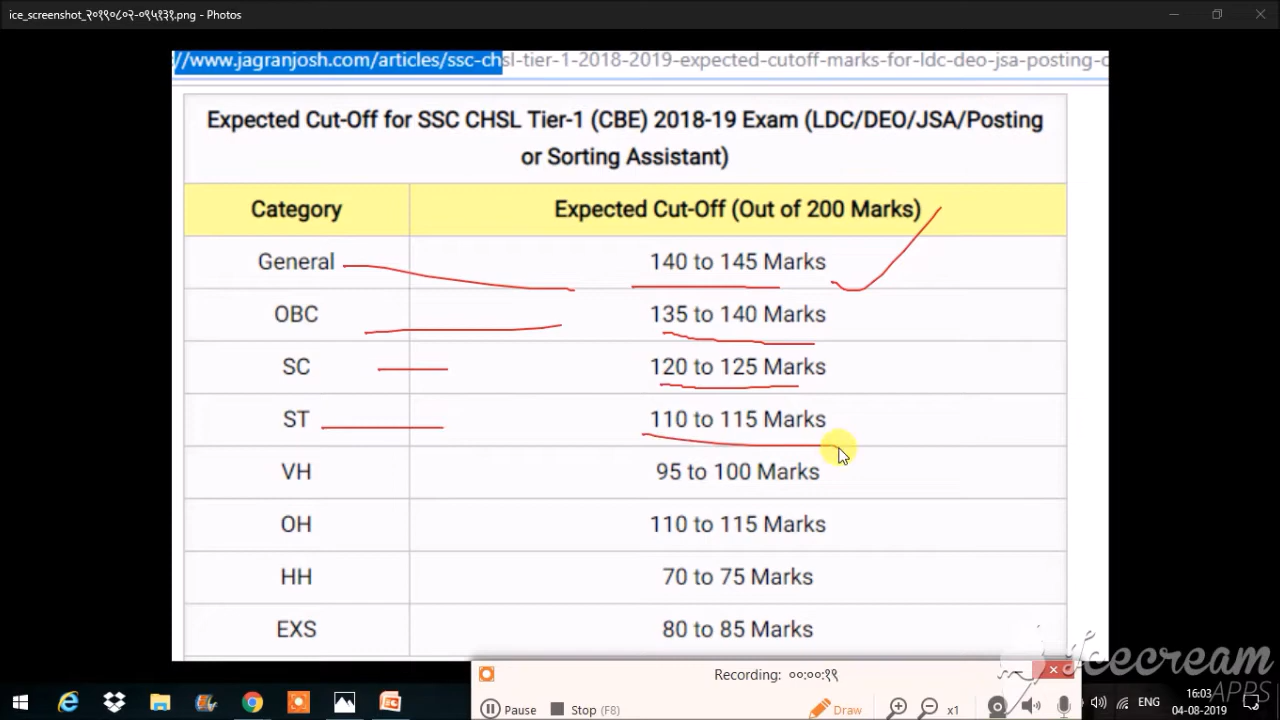 ice_screenshot_२०१९०८०२-०९५१३१.png - Photos
//www.jagranjosh.com/articles/ssc-chsl-tier-1-2018-2019-expected-cutoff-marks-for-ldc-deo-jsa-posting-c
Expected Cut-Off for SSC CHSL Tier-1 (CBE) 2018-19 Exam (LDC/DEO/JSA/Posting
or Sorting Assistant)
Category Expected Cut-Off (Out of 200 Marks)
General 140 to 145 Marks
OBC 135 to 140 Marks
SC 120 to 125 Marks
ST 110 to 115 Marks
VH 95 to 100 Marks
OH 110 to 115 Marks
HH 70 to 75 Marks
EXS 80 to 85 Marks
Icecream
APPS
Recording: ००:००:१९
Pause Stop (F8) Draw x1
ENG
16:03
04-08-2019